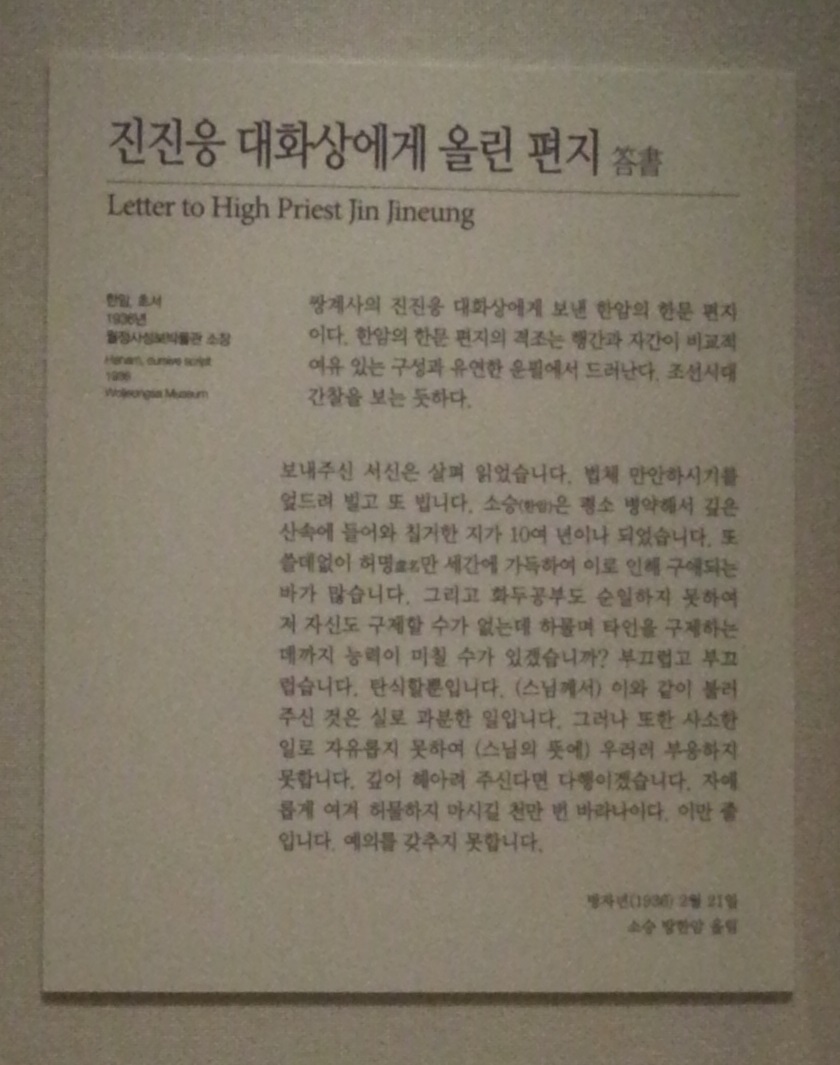 진진응 대화상에게 올린 편지 答書
Letter to High Priest Jin Jineung
한암, 초서
1936년
월정사성보박물관 소장
Hanam, cursive script
1936
Woljeongsa Museum
쌍계사의 진진응 대화상에게 보낸 한암의 한문 편지
이다. 한암의 한문 편지의 격조는 행간과 자간이 비교적
여유 있는 구성과 유연한 운필에서 드러난다. 조선시대
간찰을 보는 듯하다.
보내주신 서신은 살펴 읽었습니다. 법체 만안하시기를
엎드려 빌고 또 빕니다. 소승(한암)은 평소 병약해서 깊은
산속에 들어와 칩거한 지가 10여 년이나 되었습니다. 또
쓸데없이 허명虛名만 세간에 가득하여 이로 인해 구애되는
바가 많습니다. 그리고 화두공부도 순일하지 못하여
저 자신도 구제할 수가 없는데 하물며 타인을 구제하는
데까지 능력이 미칠 수가 있겠습니까? 부끄럽고 부끄
럽습니다. 탄식할뿐입니다. (스님께서) 이와 같이 불러
주신 것은 실로 과분한 일입니다. 그러나 또한 사소한
일로 자유롭지 못하여 (스님의 뜻에) 우러러 부응하지
못합니다. 깊이 헤아려 주신다면 다행이겠습니다. 자애
롭게 여겨 허물하지 마시길 천만 번 바라나이다. 이만 줄
입니다. 예의를 갖추지 못합니다.
병자년(1936) 2월 21일
소승 방한암 올림